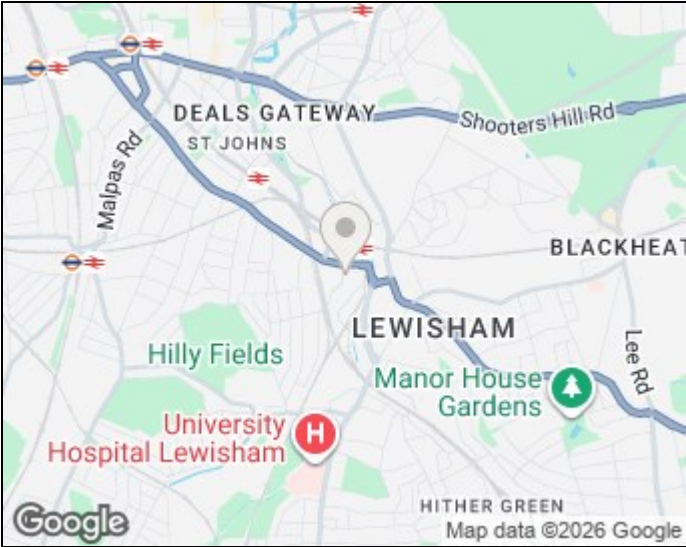 DEALS GATEWAY
Shooters Hill Rd
ST JOHNS
Malpas Rd
BLACKHEAT
LEWISHAM
Lee Rd
Hilly Fields
Manor House
Gardens
University
Hospital Lewisham
H
HITHER GREEN
Google
Map data ©2026 Google